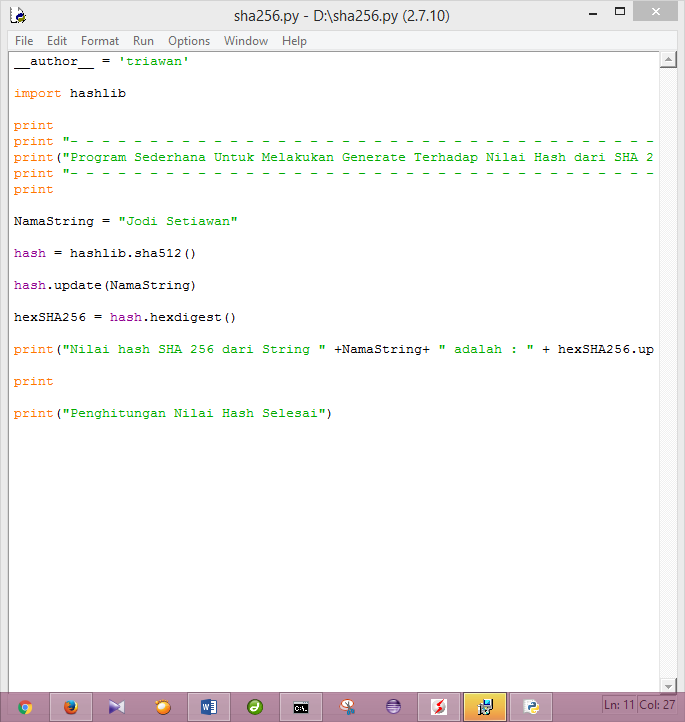 sha256.py - D:\sha256.py (2.7.10)
File Edit Format Run Options Window Help
__author__ = 'triawan'
import hashlib
print
print "- - - - - - - - - - - - - - - - - - - - - - - - - - - - - - - - - - - - -
print("Program Sederhana Untuk Melakukan Generate Terhadap Nilai Hash dari SHA 2
print "- - - - - - - - - - - - - - - - - - - - - - - - - - - - - - - - - - - - -
print
NamaString = "Jodi Setiawan"
hash = hashlib.sha512()
hash.update(NamaString)
hexSHA256 = hash.hexdigest()
print("Nilai hash SHA 256 dari String " +NamaString+ " adalah : " + hexSHA256.up
print
print("Penghitungan Nilai Hash Selesai")
Ln: 11 Col: 27